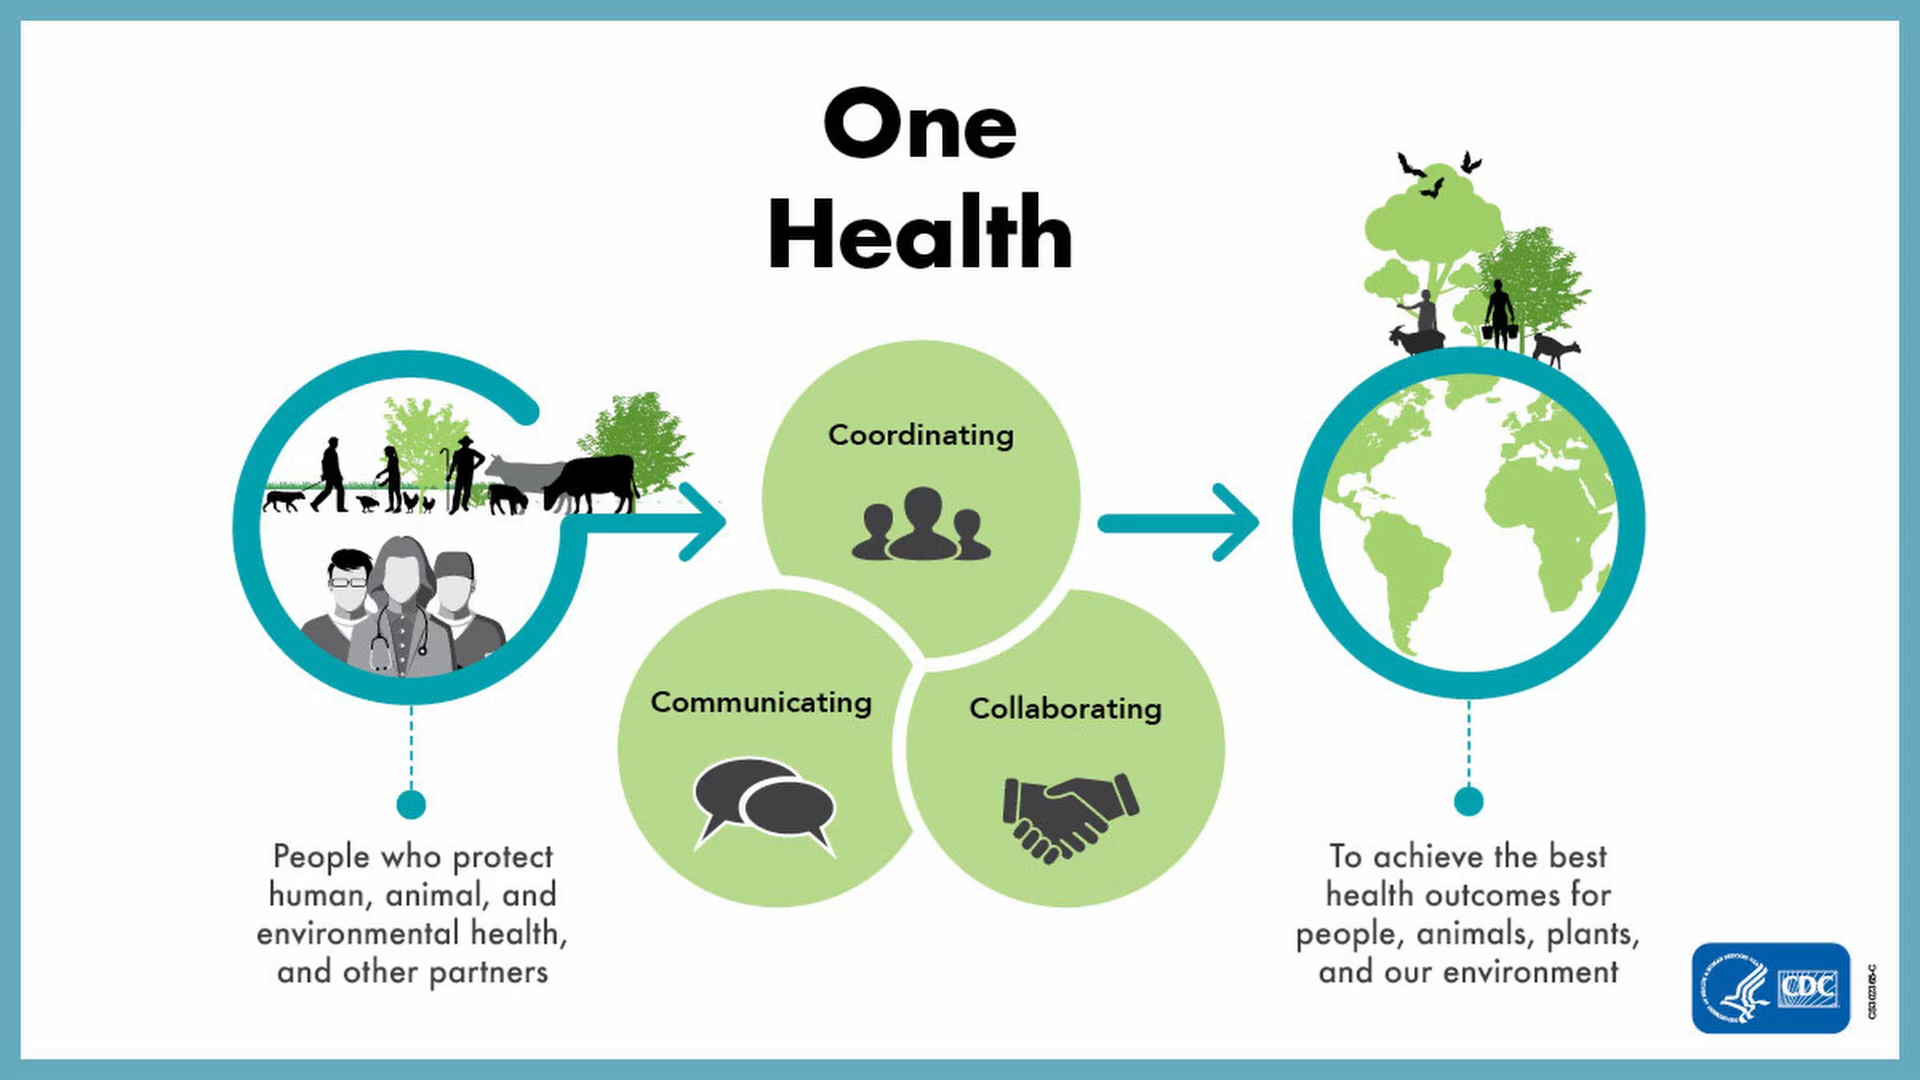 One
Health
Coordinating
Communicating
Collaborating
People who protect
human, animal, and
environmental health,
and other partners
To achieve the best
health outcomes for
people, animals, plants,
and our environment
CDC